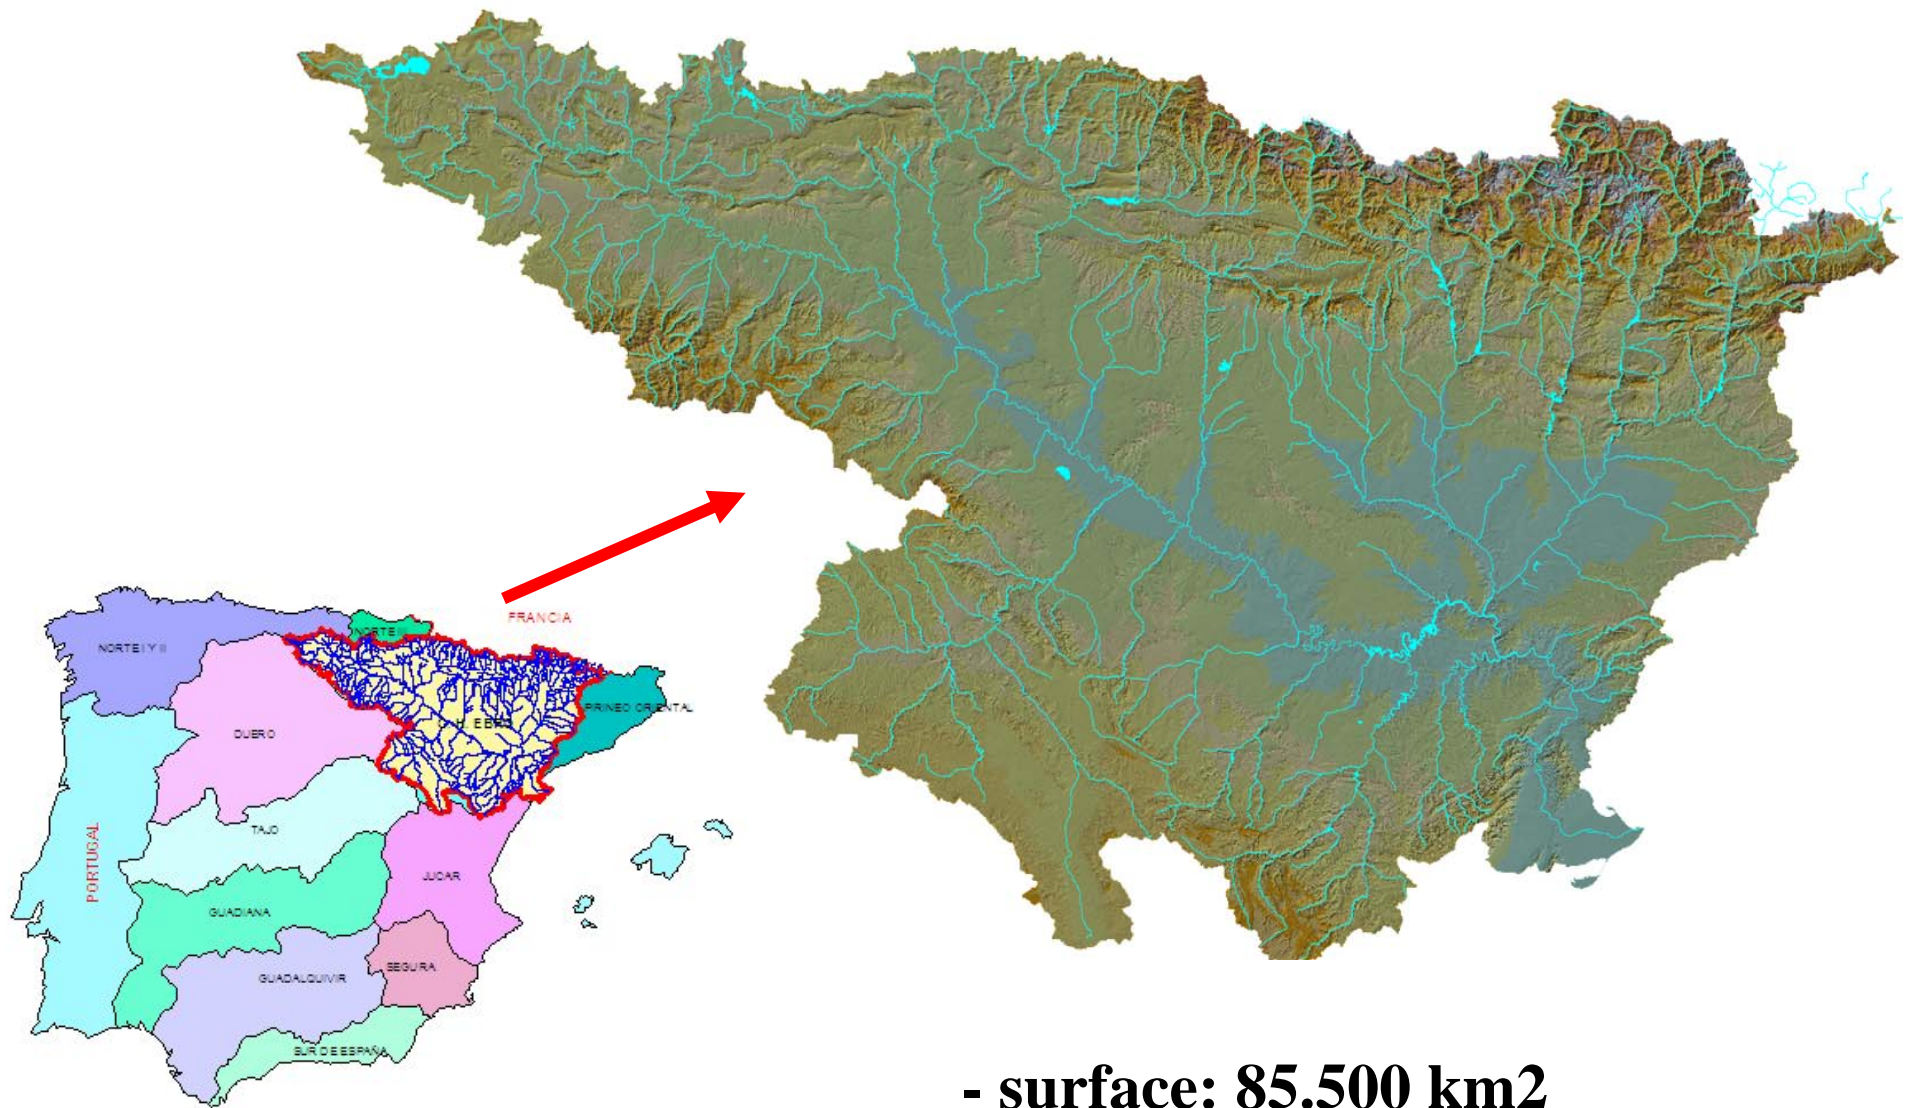 FRANCIA
NORTE III
NORTE I Y II
PIRINEO ORIENTAL
C. H. EBRO
DUERO
TAJO
PORTUGAL
JUCAR
GUADIANA
SEGURA
GUADALQUIVIR
SUR DE ESPAÑA
- surface: 85.500 km2